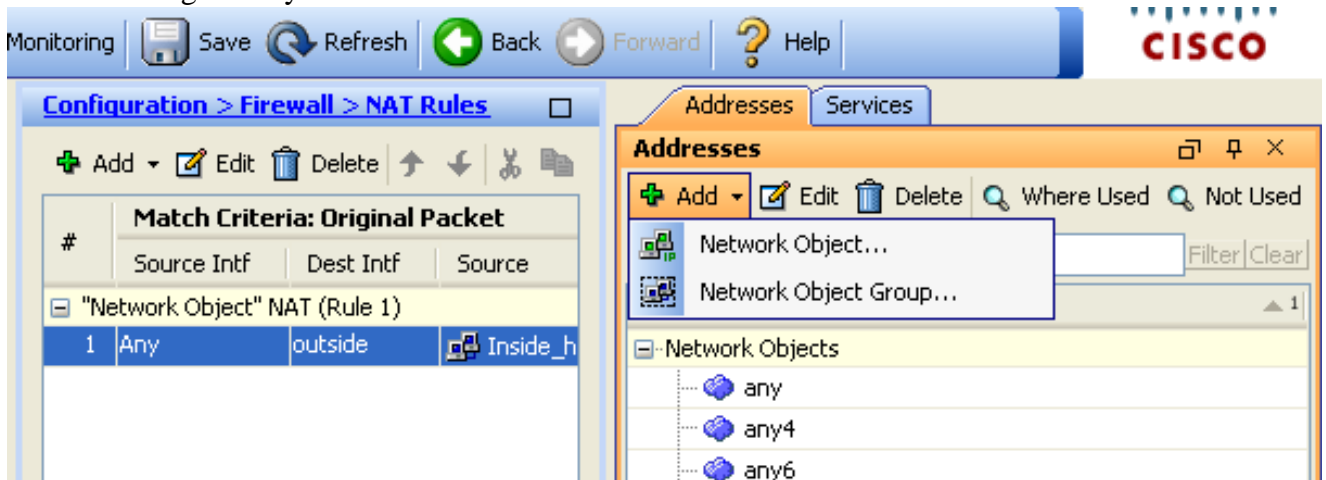 Monitoring Save Refresh Back Forward Help
CISCO
Configuration > Firewall > NAT Rules
Add Edit Delete
# Match Criteria: Original Packet
Source Intf Dest Intf Source
"Network Object" NAT (Rule 1)
1 Any outside Inside_h
Addresses Services
Addresses
Add Edit Delete Where Used Not Used
Network Object...
Filter Clear
Network Object Group...
1
Network Objects
any
any4
any6